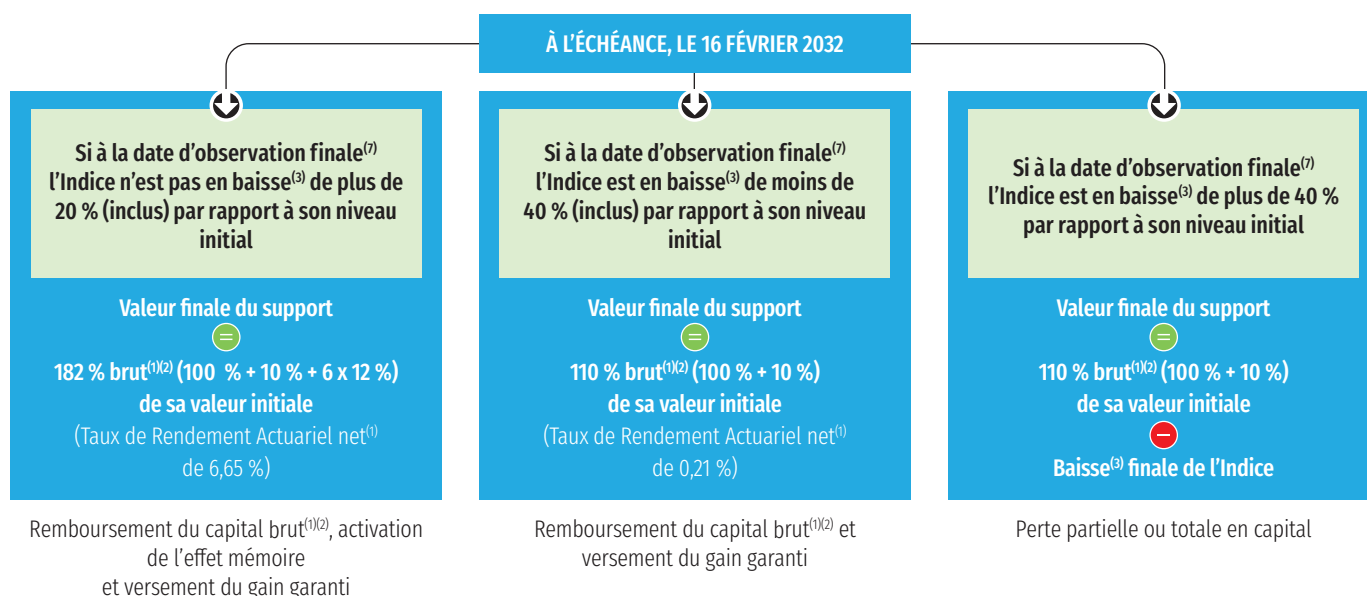 À L'ÉCHÉANCE, LE 16 FÉVRIER 2032
Si à la date d'observation finale(7)
l'Indice n'est pas en baisse(3) de plus de
20 % (inclus) par rapport à son niveau
initial
Valeur finale du support
=
182 % brut(1)(2) (100 % + 10 % + 6 x 12 %)
de sa valeur initiale
(Taux de Rendement Actuariel net(1)
de 6,65 %)
Remboursement du capital brut(1)(2), activation
de l'effet mémoire
et versement du gain garanti
Si à la date d'observation finale(7)
l'Indice est en baisse(3) de moins de
40 % (inclus) par rapport à son niveau
initial
Valeur finale du support
=
110 % brut(1)(2) (100 % + 10 %)
de sa valeur initiale
(Taux de Rendement Actuariel net(1)
de 0,21 %)
Remboursement du capital brut(1)(2) et
versement du gain garanti
Si à la date d'observation finale(7)
l'Indice est en baisse(3) de plus de 40 %
par rapport à son niveau initial
Valeur finale du support
=
110 % brut(1)(2) (100 % + 10 %)
de sa valeur initiale
−
Baisse(3) finale de l'Indice
Perte partielle ou totale en capital